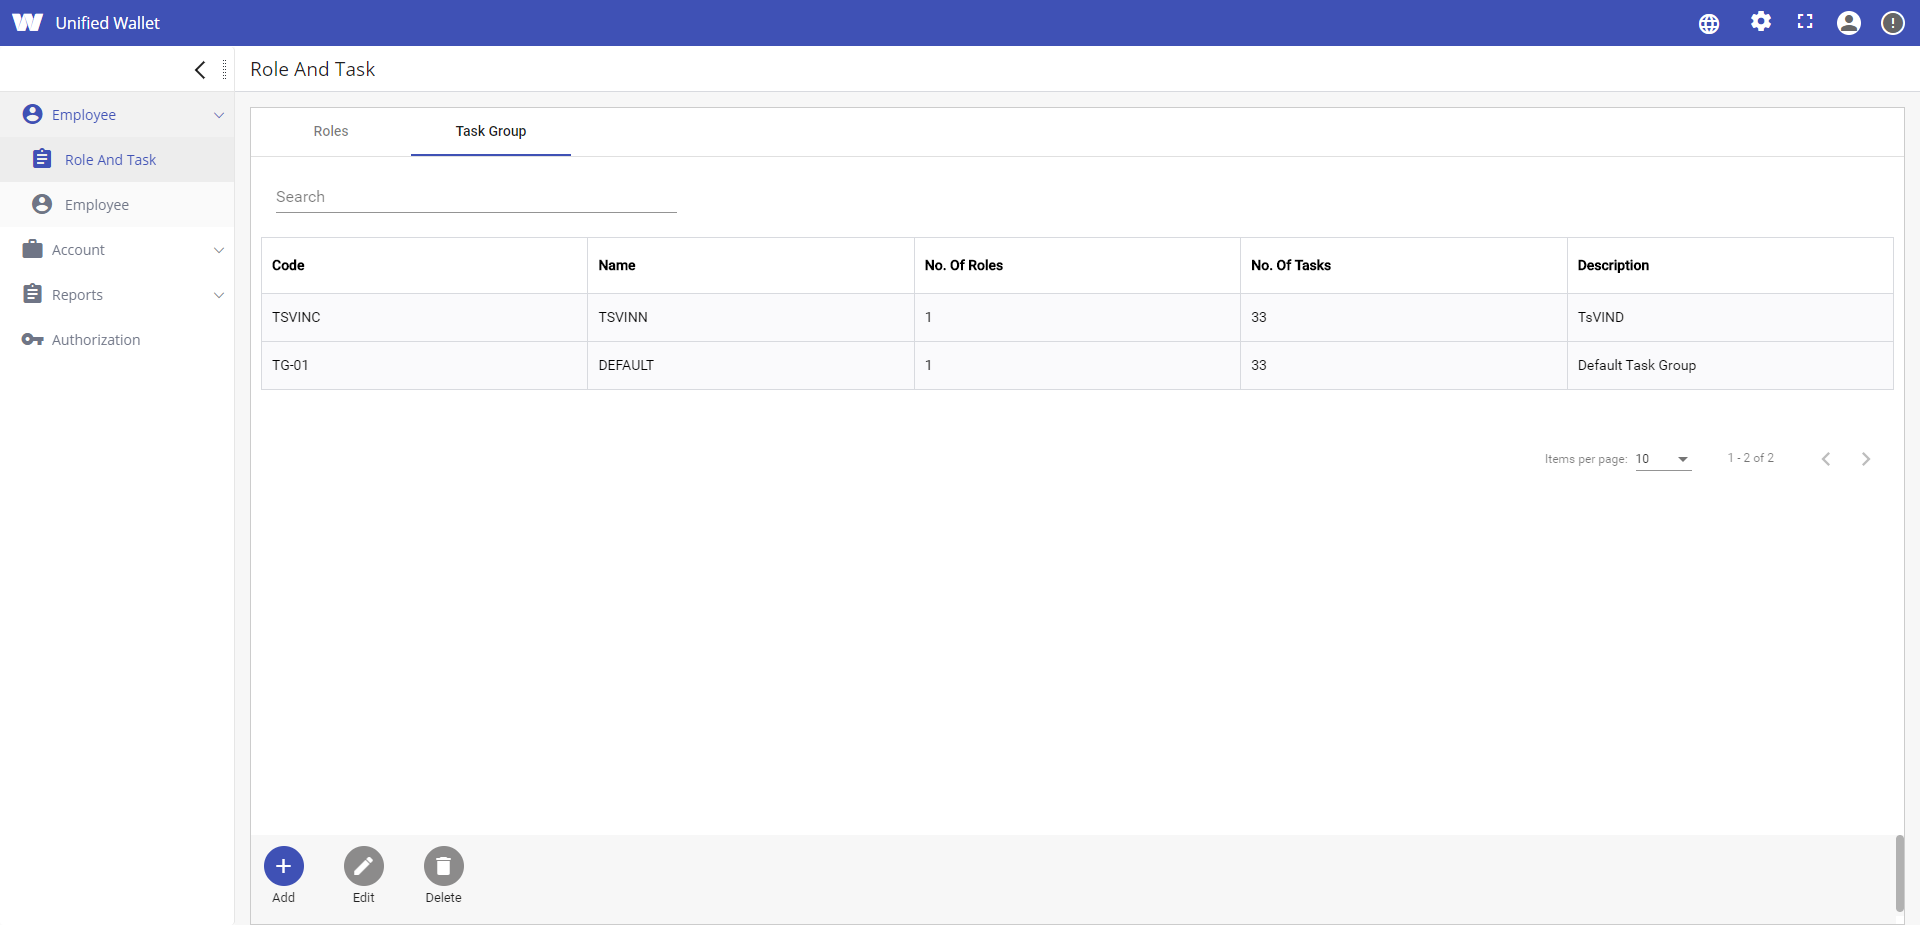 Unified Wallet
Role And Task
Employee
Role And Task
Employee
Account
Reports
Authorization
Roles
Task Group
Search
Code Name No. Of Roles No. Of Tasks Description
TSVINC TSVINN 1 33 TsVIND
TG-01 DEFAULT 1 33 Default Task Group
Items per page: 10 1 - 2 of 2
Add Edit Delete